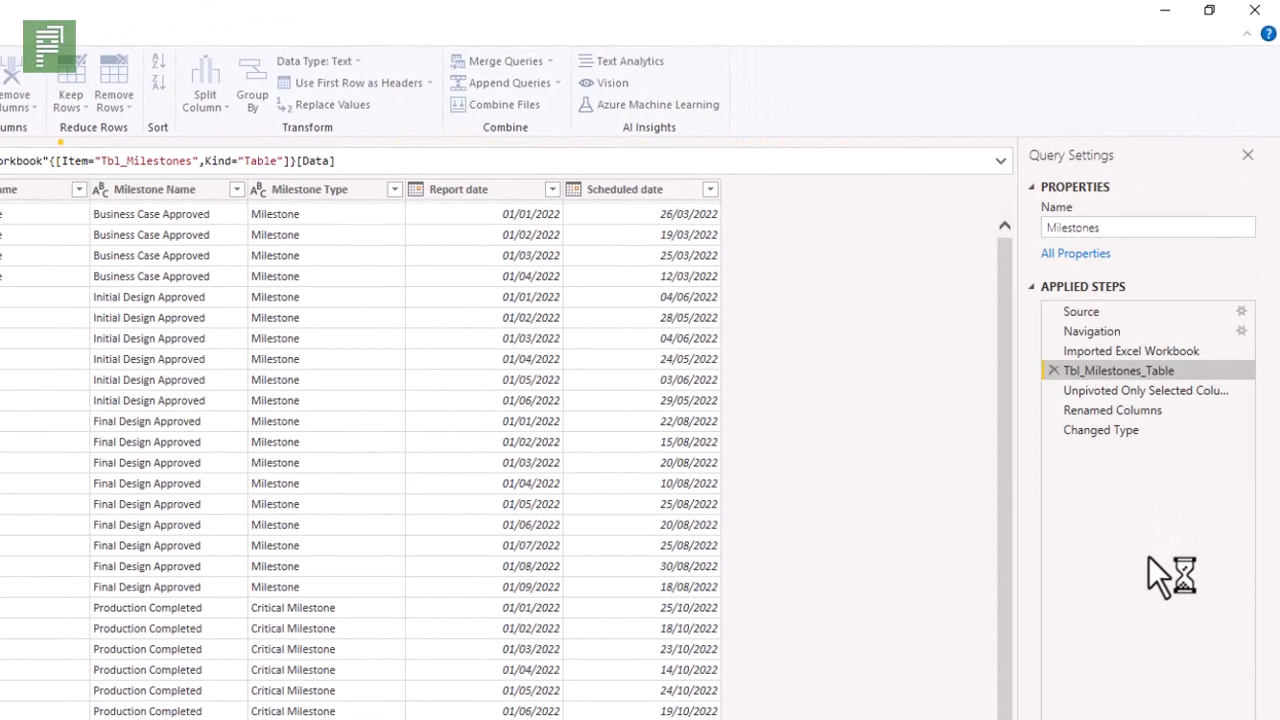 Data Type: Text
Merge Queries
Text Analytics
Use First Row as Headers
Append Queries
Vision
Keep
Rows
Remove
Rows
Split
Column
Group
By
1
2
Replace Values
Combine Files
Azure Machine Learning
Reduce Rows
Sort
Transform
Combine
AI Insights
orkbook"{[Item="Tbl_Milestones",Kind="Table"]}[Data]
Query Settings
PROPERTIES
Name
Milestones
All Properties
APPLIED STEPS
Source
Navigation
Imported Excel Workbook
Tbl_Milestones_Table
Unpivoted Only Selected Colu...
Renamed Columns
Changed Type
Milestone Name Milestone Type Report date Scheduled date
Business Case Approved Milestone 01/01/2022 26/03/2022
Business Case Approved Milestone 01/02/2022 19/03/2022
Business Case Approved Milestone 01/03/2022 25/03/2022
Business Case Approved Milestone 01/04/2022 12/03/2022
Initial Design Approved Milestone 01/01/2022 04/06/2022
Initial Design Approved Milestone 01/02/2022 28/05/2022
Initial Design Approved Milestone 01/03/2022 04/06/2022
Initial Design Approved Milestone 01/04/2022 24/05/2022
Initial Design Approved Milestone 01/05/2022 03/06/2022
Initial Design Approved Milestone 01/06/2022 29/05/2022
Final Design Approved Milestone 01/01/2022 22/08/2022
Final Design Approved Milestone 01/02/2022 15/08/2022
Final Design Approved Milestone 01/03/2022 20/08/2022
Final Design Approved Milestone 01/04/2022 10/08/2022
Final Design Approved Milestone 01/05/2022 25/08/2022
Final Design Approved Milestone 01/06/2022 20/08/2022
Final Design Approved Milestone 01/07/2022 25/08/2022
Final Design Approved Milestone 01/08/2022 30/08/2022
Final Design Approved Milestone 01/09/2022 18/08/2022
Production Completed Critical Milestone 01/01/2022 25/10/2022
Production Completed Critical Milestone 01/02/2022 18/10/2022
Production Completed Critical Milestone 01/03/2022 23/10/2022
Production Completed Critical Milestone 01/04/2022 14/10/2022
Production Completed Critical Milestone 01/05/2022 24/10/2022
Production Completed Critical Milestone 01/06/2022 19/10/2022